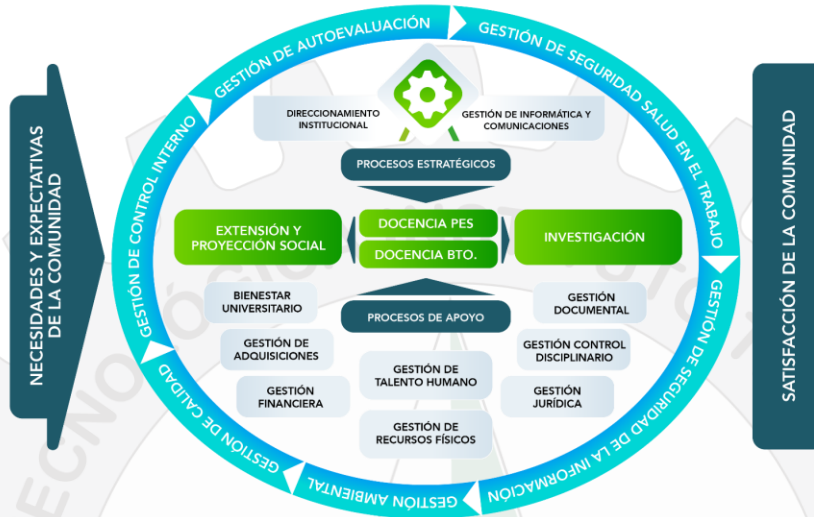 GESTIÓN DE AUTOEVALUACIÓN
GESTIÓN DE SEGURIDAD SALUD EN EL TRABAJO
GESTIÓN DE SEGURIDAD DE LA INFORMACIÓN
GESTIÓN AMBIENTAL
GESTIÓN DE CALIDAD
GESTIÓN DE CONTROL INTERNO
NECESIDADES Y EXPECTATIVAS
DE LA COMUNIDAD
DIRECCIONAMIENTO
INSTITUCIONAL
GESTIÓN DE INFORMÁTICA Y
COMUNICACIONES
PROCESOS ESTRATÉGICOS
EXTENSIÓN Y
PROYECCIÓN SOCIAL
DOCENCIA PES
DOCENCIA BTO.
INVESTIGACIÓN
PROCESOS DE APOYO
BIENESTAR
UNIVERSITARIO
GESTIÓN DE
ADQUISICIONES
GESTIÓN
FINANCIERA
GESTIÓN DE
TALENTO HUMANO
GESTIÓN DE
RECURSOS FÍSICOS
GESTIÓN
DOCUMENTAL
GESTIÓN CONTROL
DISCIPLINARIO
GESTIÓN
JURÍDICA
SATISFACCIÓN DE LA COMUNIDAD